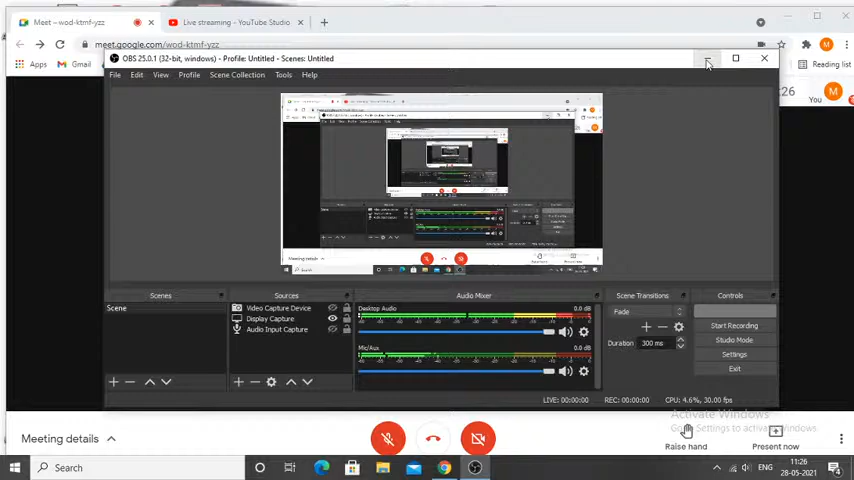 Meet – wod-ktmf-yzz
Live streaming - YouTube Studio
meet.google.com/wod-ktmf-yzz
M
Apps
Gmail
Reading list
OBS 25.0.1 (32-bit, windows) - Profile: Untitled - Scenes: Untitled
:26
You
M
File Edit View Profile Scene Collection Tools Help
Scenes
Sources
Audio Mixer
Scene Transitions
Controls
Scene
Video Capture Device
Display Capture
Audio Input Capture
Desktop Audio
0.0 dB
Mic/Aux
0.0 dB
Fade
Duration
300 ms
Start Recording
Studio Mode
Settings
Exit
LIVE: 00:00:00
REC: 00:00:00
CPU: 4.6%, 30.00 fps
Activate Windows
Go to Settings to activate Windows.
Meeting details
Raise hand
Present now
Search
ENG
11:26
28-05-2021
4